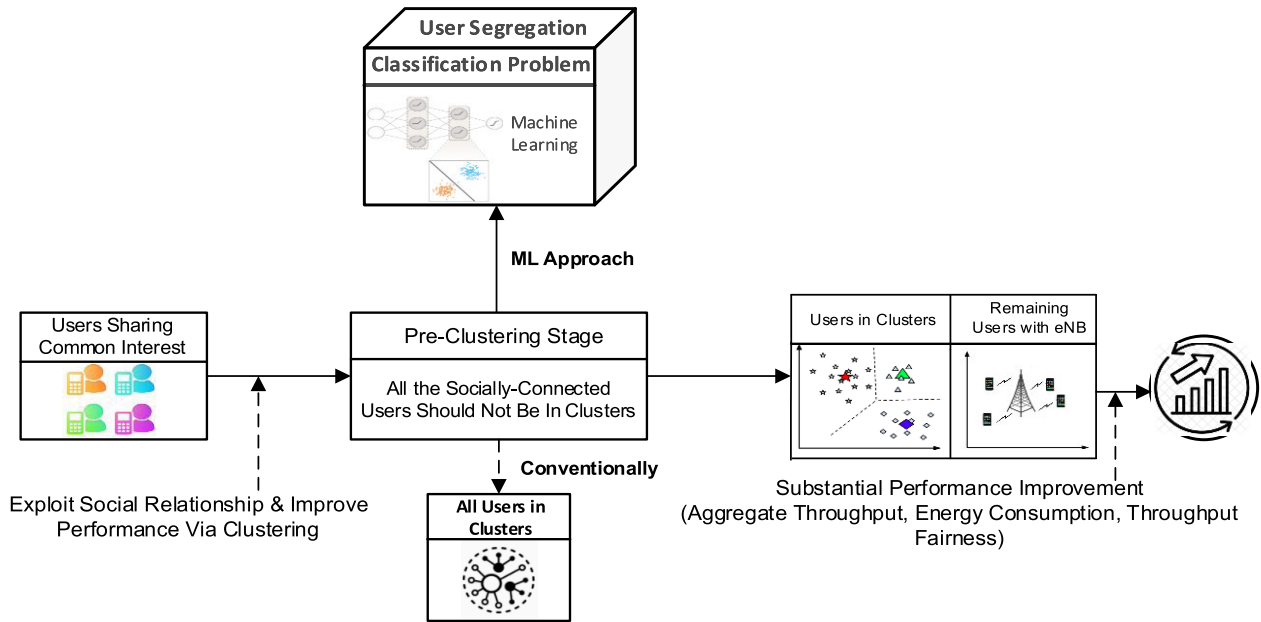 User Segregation
Classification Problem
Machine
Learning
ML Approach
Users Sharing
Common Interest
Pre-Clustering Stage
All the Socially-Connected
Users Should Not Be In Clusters
Users in Clusters
Remaining
Users with eNB
Conventionally
Exploit Social Relationship & Improve
Performance Via Clustering
All Users in
Clusters
Substantial Performance Improvement
(Aggregate Throughput, Energy Consumption, Throughput
Fairness)